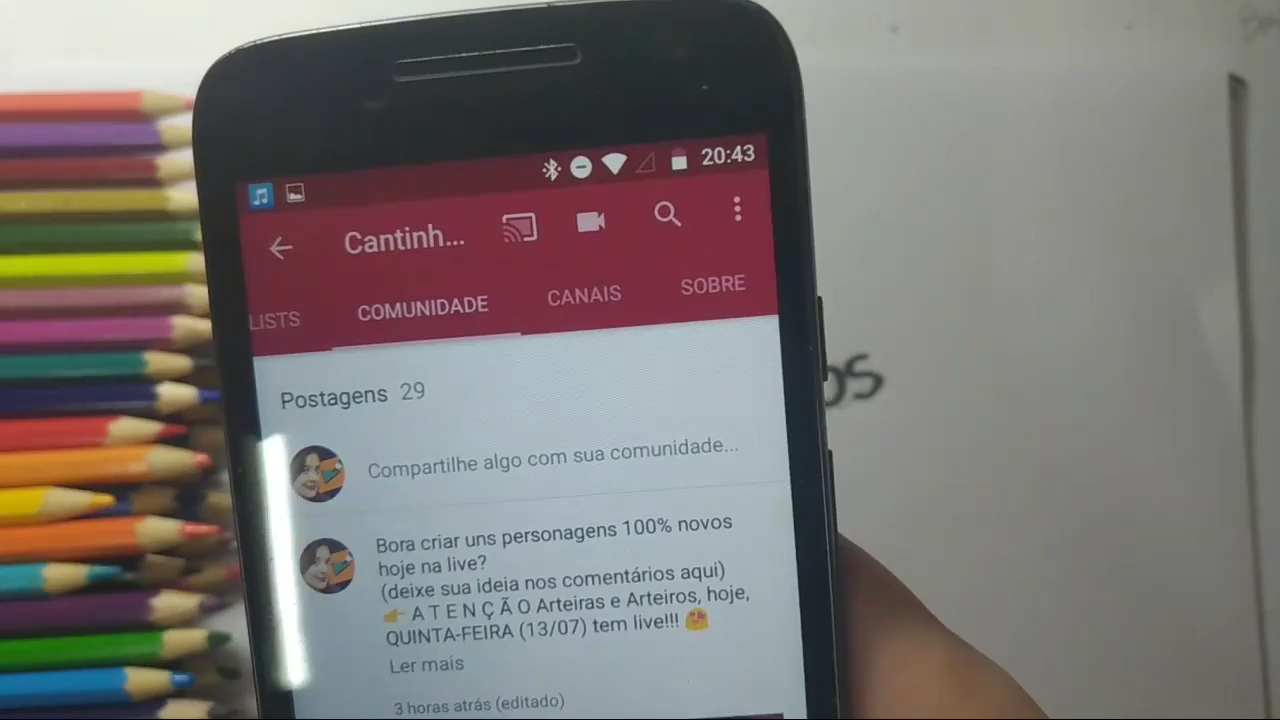 20:43
Cantinh...
LISTS COMUNIDADE CANAIS SOBRE
Postagens 29
Compartilhe algo com sua comunidade...
Bora criar uns personagens 100% novos
hoje na live?
(deixe sua ideia nos comentários aqui)
👉 A T E N Ç Ã O Arteiras e Arteiros, hoje,
QUINTA-FEIRA (13/07) tem live!!! 😍
Ler mais
3 horas atrás (editado)